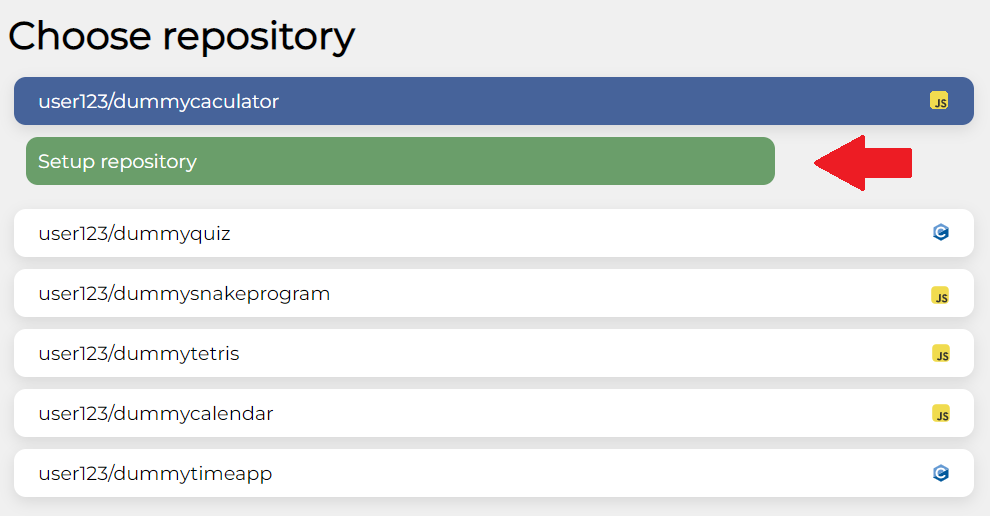 Choose repository
user123/dummycaculator
JS
Setup repository
user123/dummyquiz
C
user123/dummysnakeprogram
JS
user123/dummytetris
JS
user123/dummycalendar
JS
user123/dummytimeapp
C